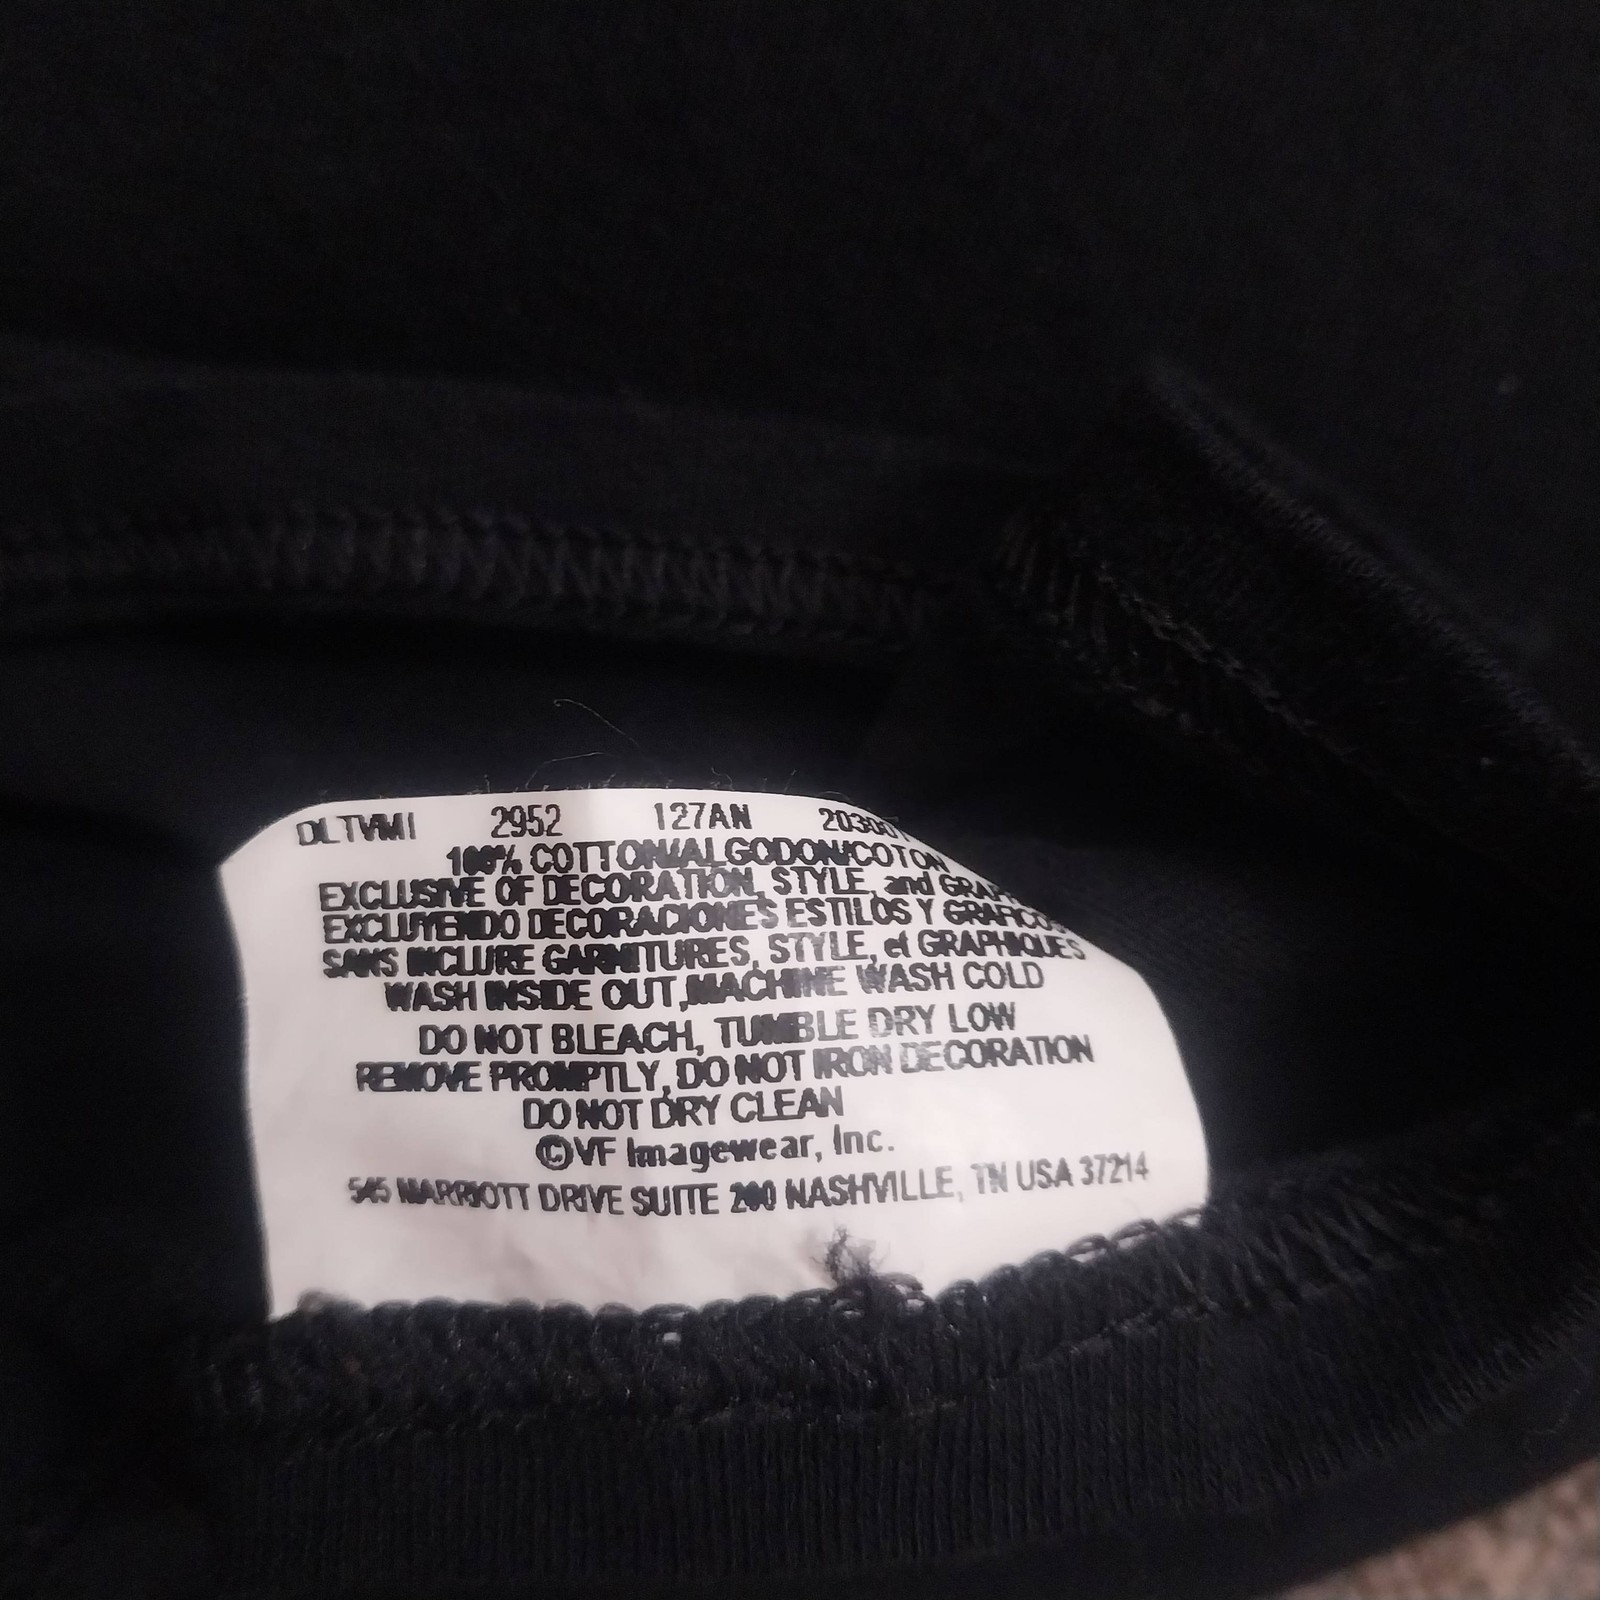 DLTVM1 2952 127AN
100% COTTON/ALGODON/COTON
EXCLUSIVE OF DECORATION, STYLE, and
EXCLUYENDO DECORACIONES ESTILOS Y GRAFICOS
SANS INCLURE GARNITURES, STYLE, et GRAPHIQUES
WASH INSIDE OUT,MACHINE WASH COLD
DO NOT BLEACH, TUMBLE DRY LOW
REMOVE PROMPTLY, DO NOT IRON DECORATION
DO NOT DRY CLEAN
©VF Imagewear, Inc.
545 MARRIOTT DRIVE SUITE 200 NASHVILLE, TN USA 37214